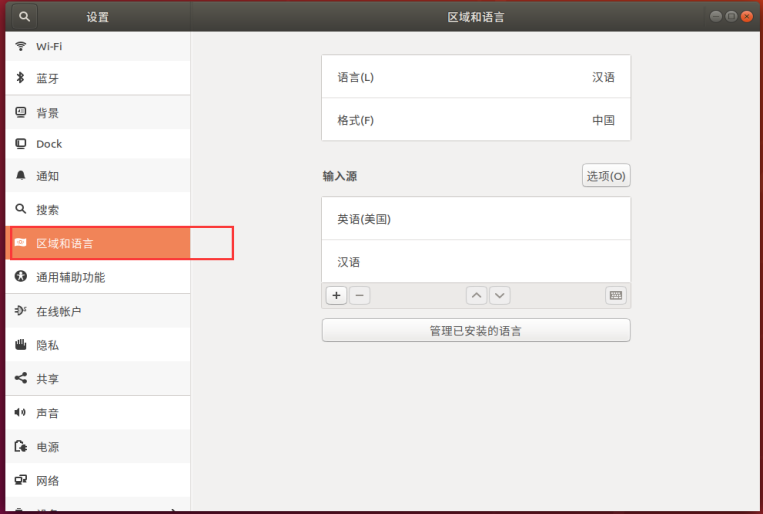 设置
区域和语言
Wi-Fi
蓝牙
背景
Dock
通知
搜索
区域和语言
通用辅助功能
在线帐户
隐私
共享
声音
电源
网络
语言(L) 汉语
格式(F) 中国
输入源 选项(O)
英语(美国)
汉语
管理已安装的语言